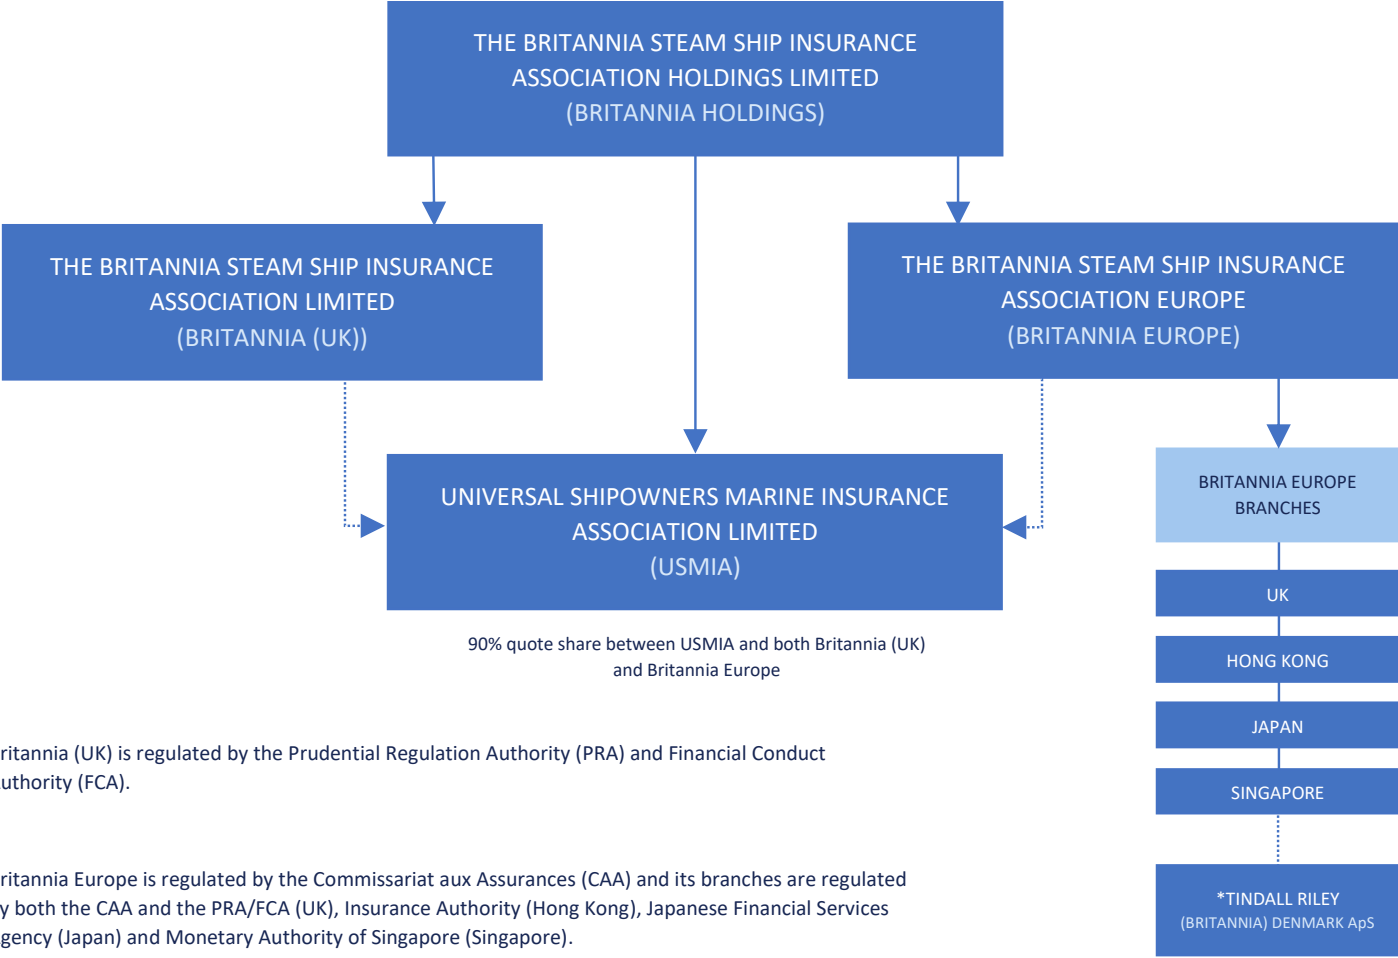 THE BRITANNIA STEAM SHIP INSURANCE
ASSOCIATION HOLDINGS LIMITED
(BRITANNIA HOLDINGS)
THE BRITANNIA STEAM SHIP INSURANCE
ASSOCIATION LIMITED
(BRITANNIA (UK))
THE BRITANNIA STEAM SHIP INSURANCE
ASSOCIATION EUROPE
(BRITANNIA EUROPE)
UNIVERSAL SHIPOWNERS MARINE INSURANCE
ASSOCIATION LIMITED
(USMIA)
90% quote share between USMIA and both Britannia (UK)
and Britannia Europe
BRITANNIA EUROPE
BRANCHES
UK
HONG KONG
JAPAN
SINGAPORE
*TINDALL RILEY
(BRITANNIA) DENMARK ApS
ritannia (UK) is regulated by the Prudential Regulation Authority (PRA) and Financial Conduct
uthority (FCA).
ritannia Europe is regulated by the Commissariat aux Assurances (CAA) and its branches are regulated
y both the CAA and the PRA/FCA (UK), Insurance Authority (Hong Kong), Japanese Financial Services
gency (Japan) and Monetary Authority of Singapore (Singapore).